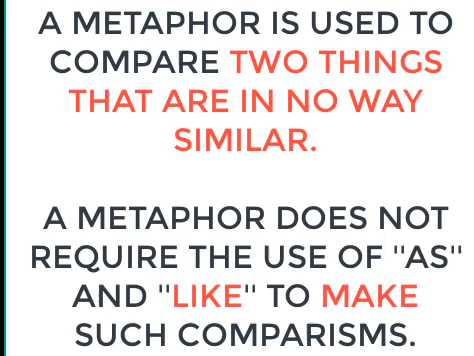 A METAPHOR IS USED TO
COMPARE TWO THINGS
THAT ARE IN NO WAY
SIMILAR.
A METAPHOR DOES NOT
REQUIRE THE USE OF "AS"
AND "LIKE" TO MAKE
SUCH COMPARISMS.